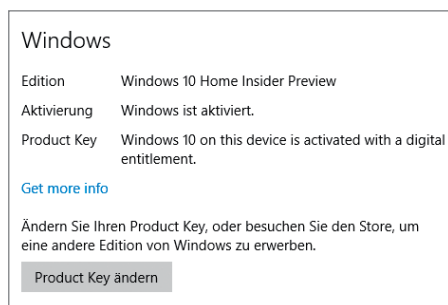 Windows
Edition Windows 10 Home Insider Preview
Aktivierung Windows ist aktiviert.
Product Key Windows 10 on this device is activated with a digital
entitlement.
Get more info
Ändern Sie Ihren Product Key, oder besuchen Sie den Store, um
eine andere Edition von Windows zu erwerben.
Product Key ändern